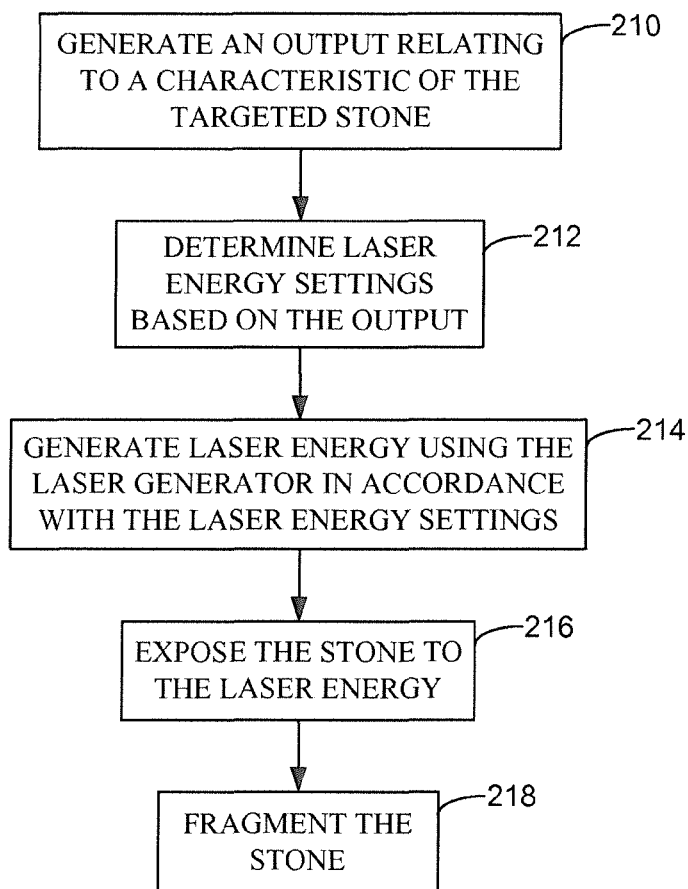 GENERATE AN OUTPUT RELATING
TO A CHARACTERISTIC OF THE
TARGETED STONE
210
DETERMINE LASER
ENERGY SETTINGS
BASED ON THE OUTPUT
212
GENERATE LASER ENERGY USING THE
LASER GENERATOR IN ACCORDANCE
WITH THE LASER ENERGY SETTINGS
214
EXPOSE THE STONE TO
THE LASER ENERGY
216
FRAGMENT THE
STONE
218